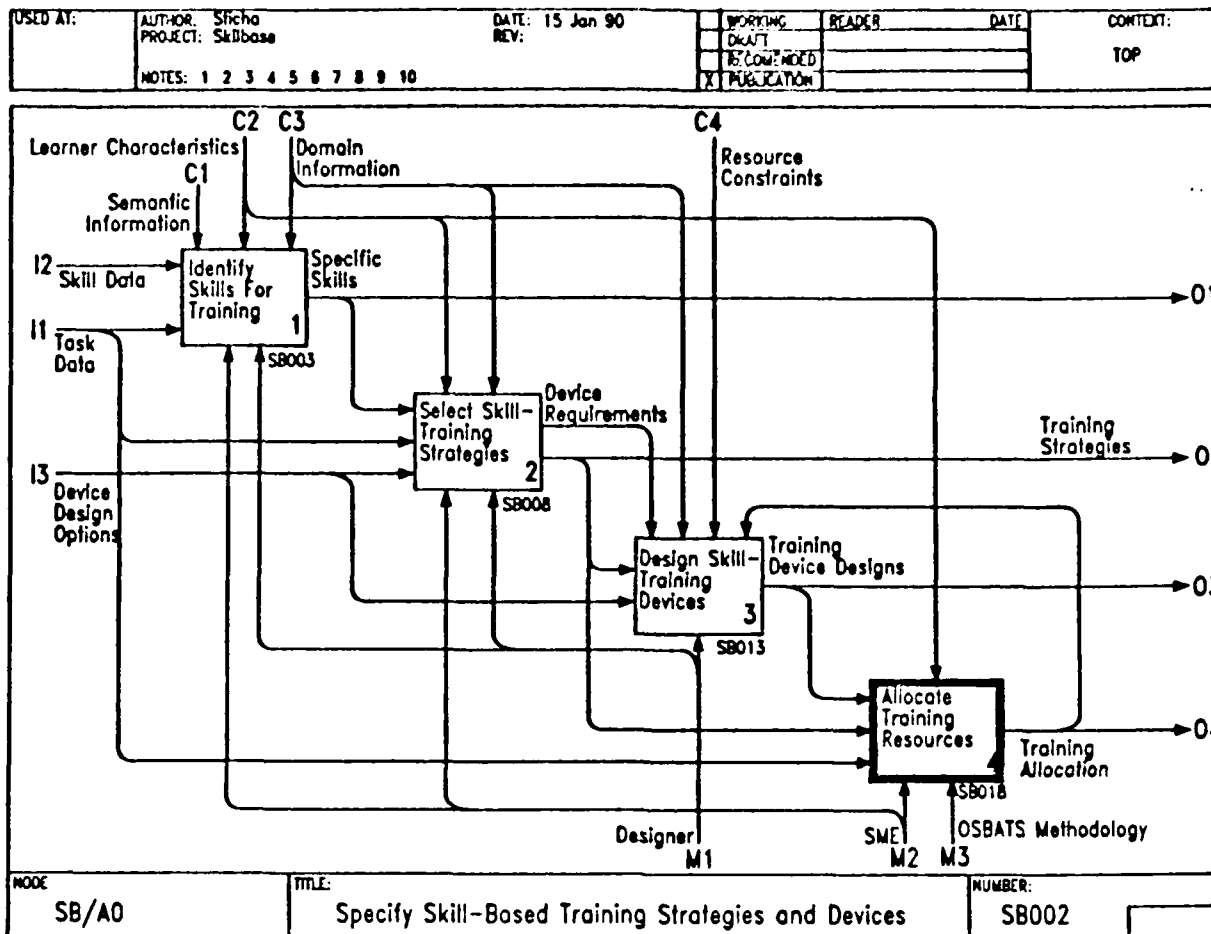 USED AT:
AUTHOR: Sticha
DATE: 15 Jan 90
PROJECT: Skillbase
REV:
NOTES: 1 2 3 4 5 6 7 8 9 10
WORKING
DRAFT
RECOMENDED
X PUBLICATION
READER DATE
CONTEXT:
TOP
C2 C3 C4
Learner Characteristics
Domain
Information
Resource
Constraints
C1
Semantic
Information
I2
Skill Data
Identify
Skills For
Training
1
SB003
Specific
Skills
O1
I1
Task
Data
Select Skill-
Training
Strategies
2
SB008
Device
Requirements
Training
Strategies
O
I3
Device
Design
Options
Design Skill-
Training
Devices
3
SB013
Training
Device Designs
Allocate
Training
Resources
4
SB018
Training
Allocation
Designer
M1
SME
M2
OSBATS Methodology
M3
NODE
SB/A0
TITLE:
Specify Skill-Based Training Strategies and Devices
NUMBER:
SB002